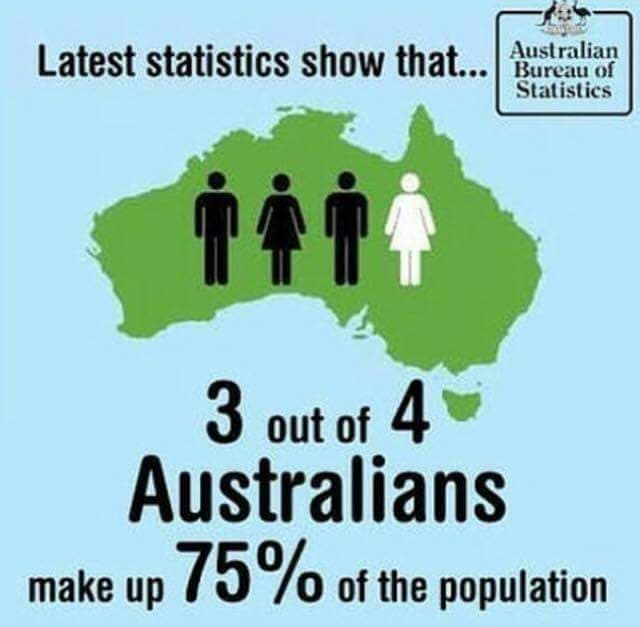 Latest statistics show that...
Australian
Bureau of
Statistics
3 out of 4
Australians
make up 75% of the population